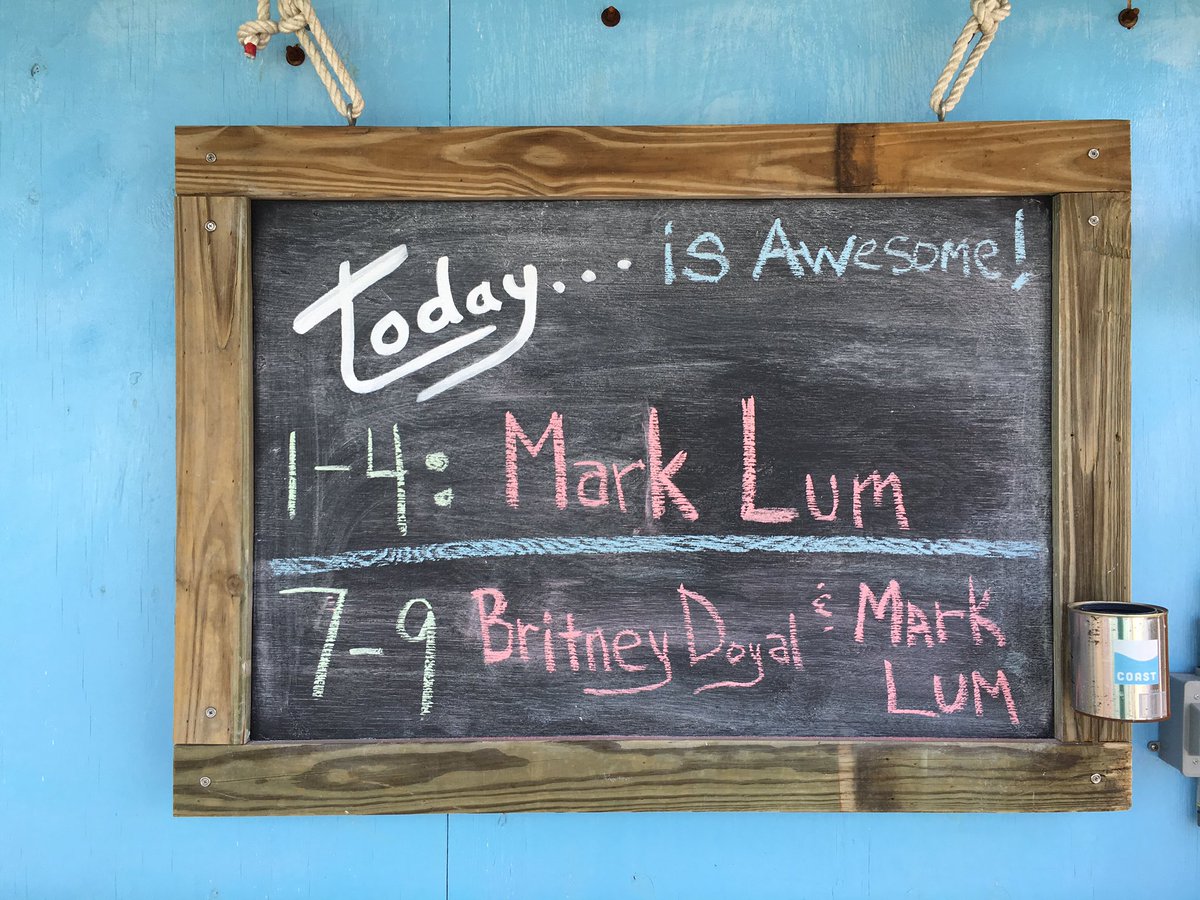 Today... is Awesome!
1-4: Mark Lum
7-9 Britney Doyal & Mark Lum
COAST